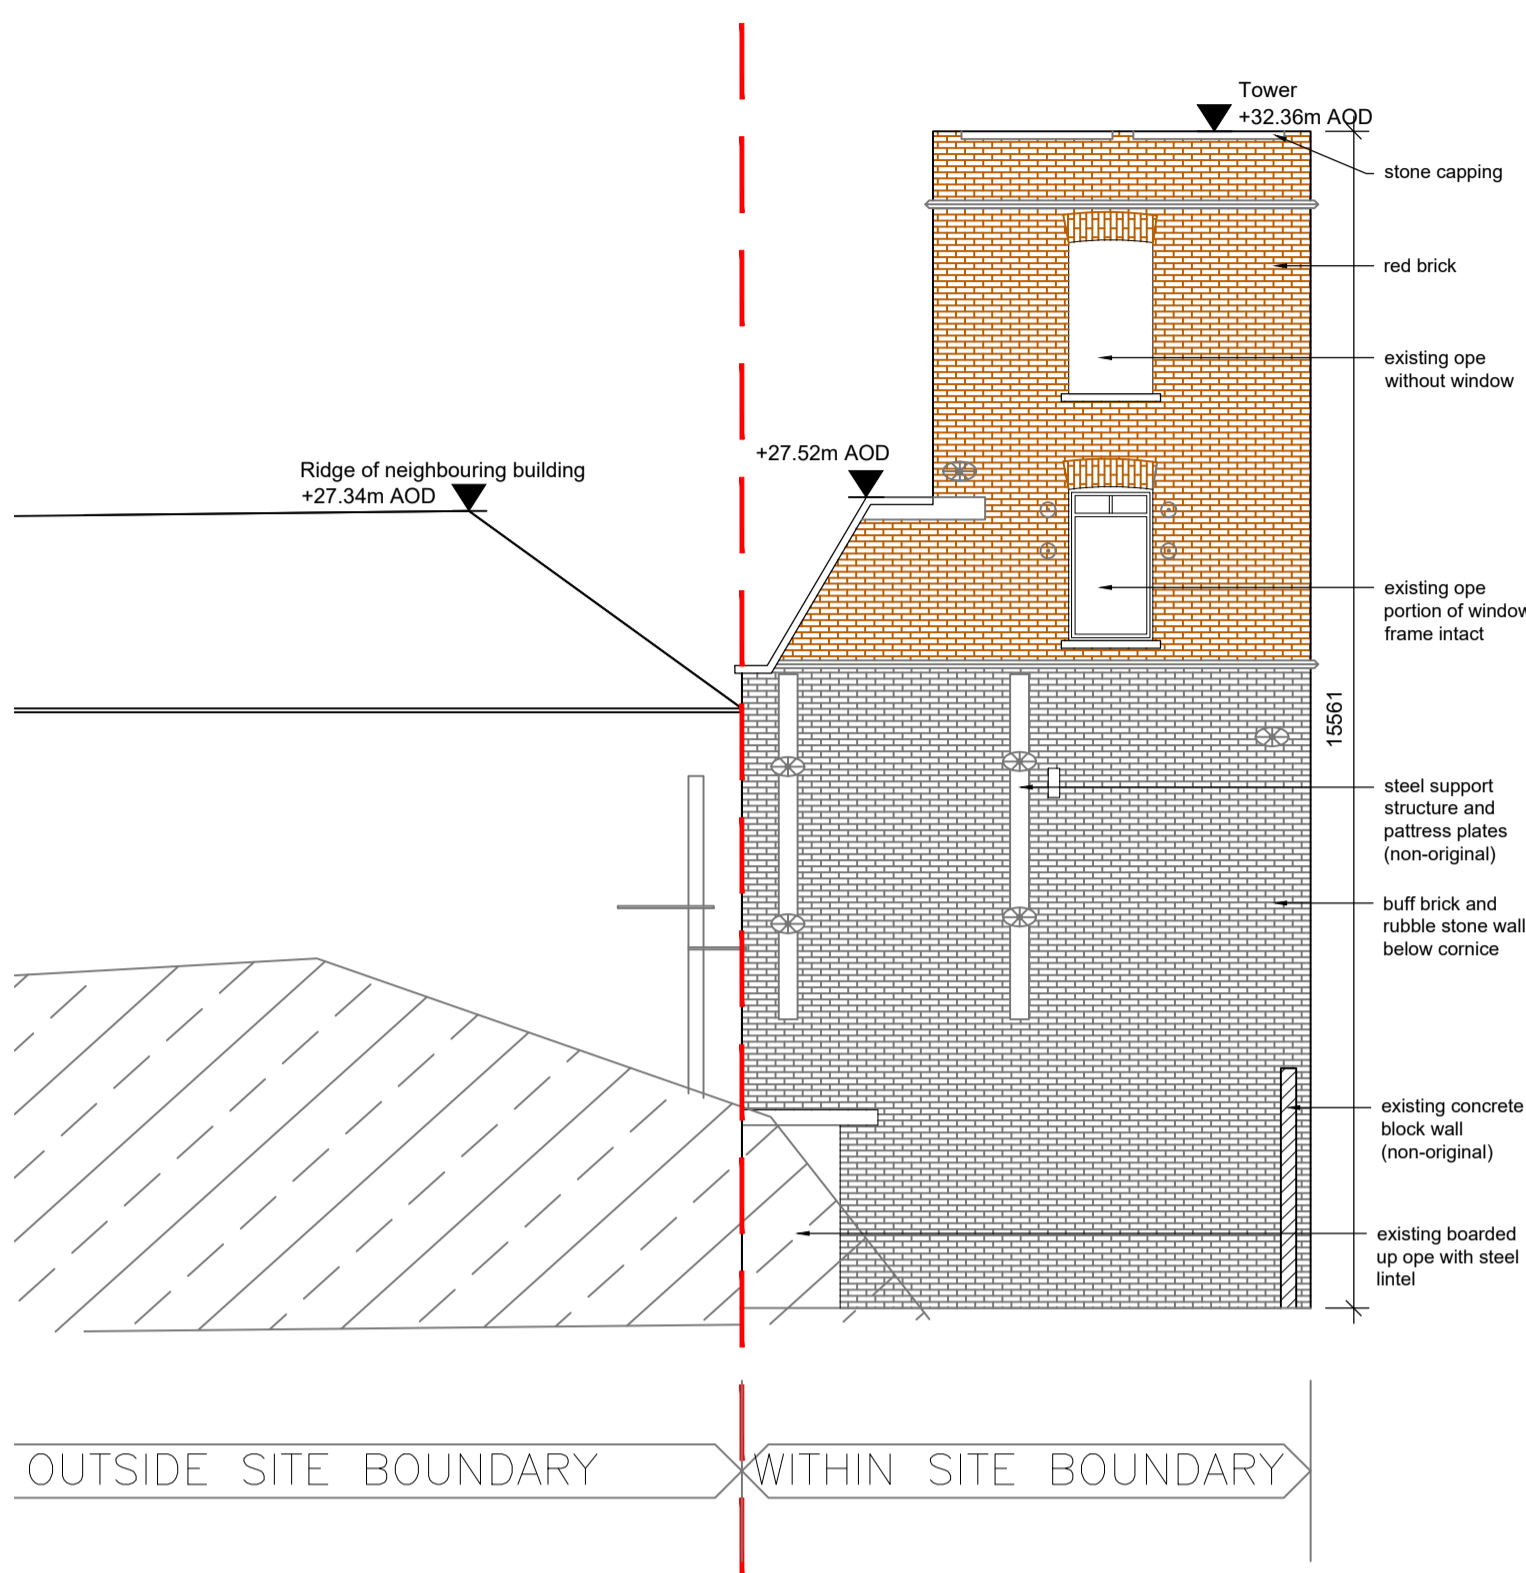 Tower
+32.36m AOD
stone capping
red brick
existing ope
without window
+27.52m AOD
Ridge of neighbouring building
+27.34m AOD
existing ope
portion of window
frame intact
15561
steel support
structure and
pattress plates
(non-original)
buff brick and
rubble stone wall
below cornice
existing concrete
block wall
(non-original)
existing boarded
up ope with steel
lintel
OUTSIDE SITE BOUNDARY
WITHIN SITE BOUNDARY